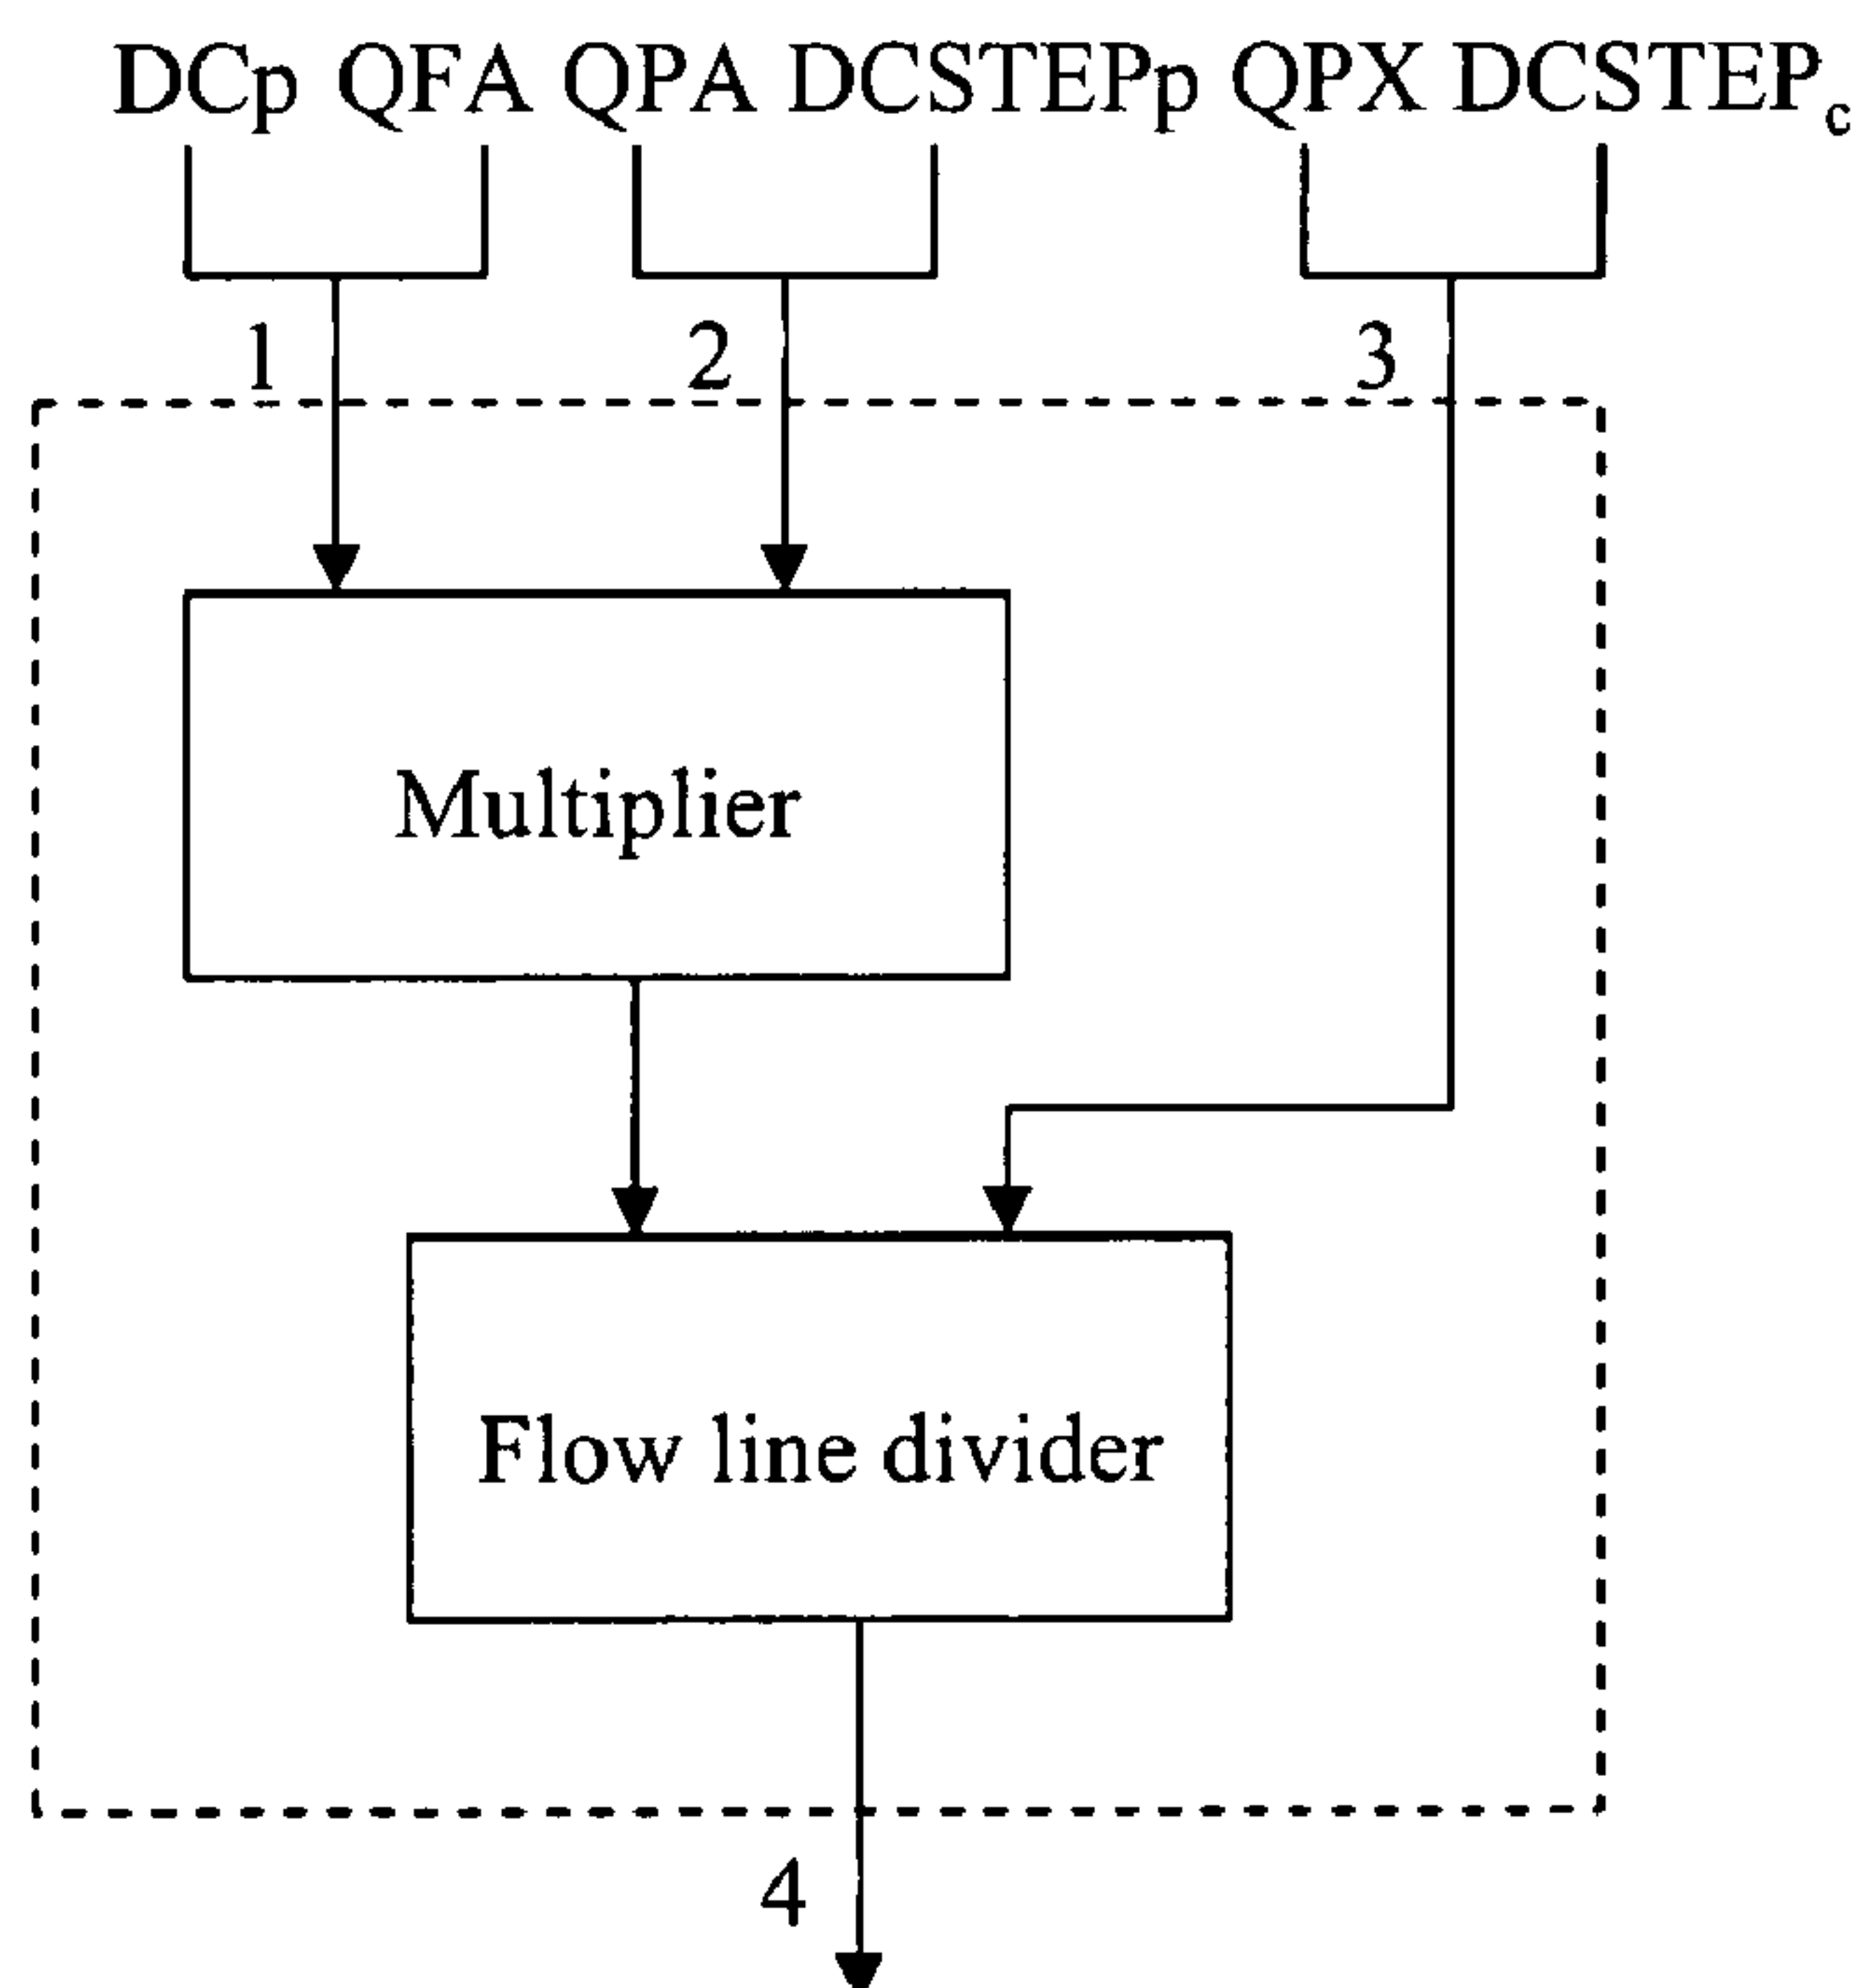 DCp QFA QPA DCSTEPp QPX DCSTEPc
1 2 3
Multiplier
Flow line divider
4